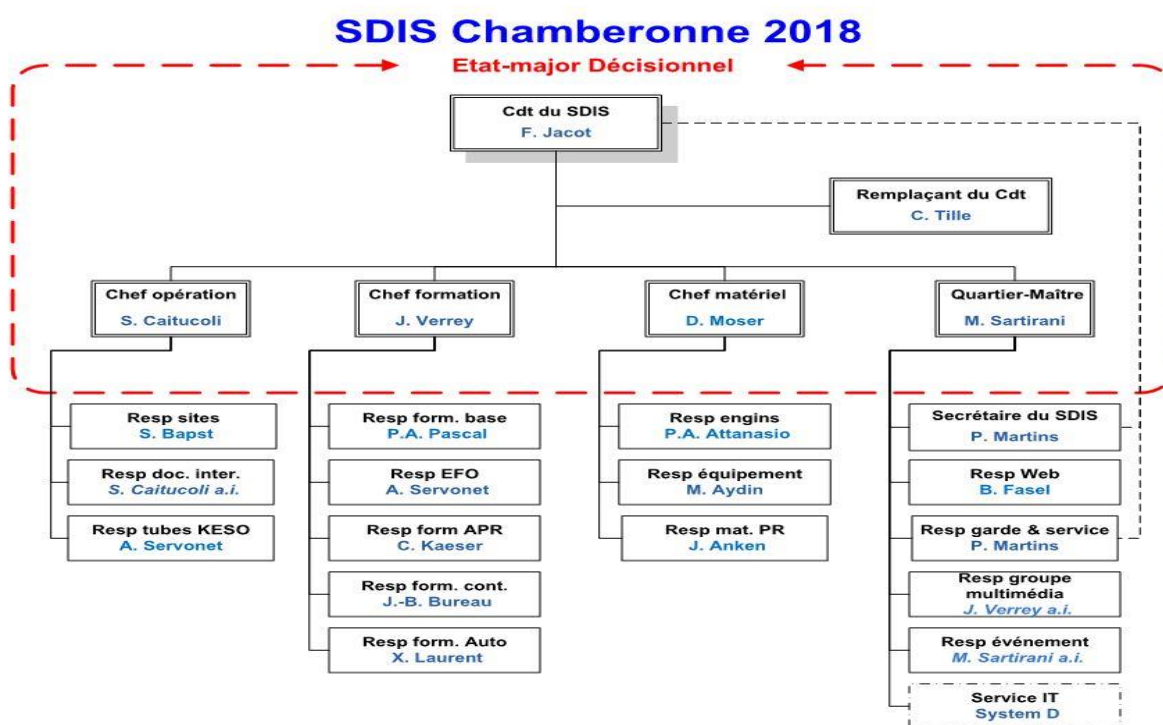 SDIS Chamberonne 2018
Etat-major Décisionnel
Cdt du SDIS
F. Jacot
Remplaçant du Cdt
C. Tille
Chef opération
S. Caitucoli
Chef formation
J. Verrey
Chef matériel
D. Moser
Quartier-Maître
M. Sartirani
Resp sites
S. Bapst
Resp doc. inter.
S. Caitucoli a.i.
Resp tubes KESO
A. Servonet
Resp form. base
P.A. Pascal
Resp EFO
A. Servonet
Resp form APR
C. Kaeser
Resp form. cont.
J.-B. Bureau
Resp form. Auto
X. Laurent
Resp engins
P.A. Attanasio
Resp équipement
M. Aydin
Resp mat. PR
J. Anken
Secrétaire du SDIS
P. Martins
Resp Web
B. Fasel
Resp garde & service
P. Martins
Resp groupe
multimédia
J. Verrey a.i.
Resp événement
M. Sartirani a.i.
Service IT
System D